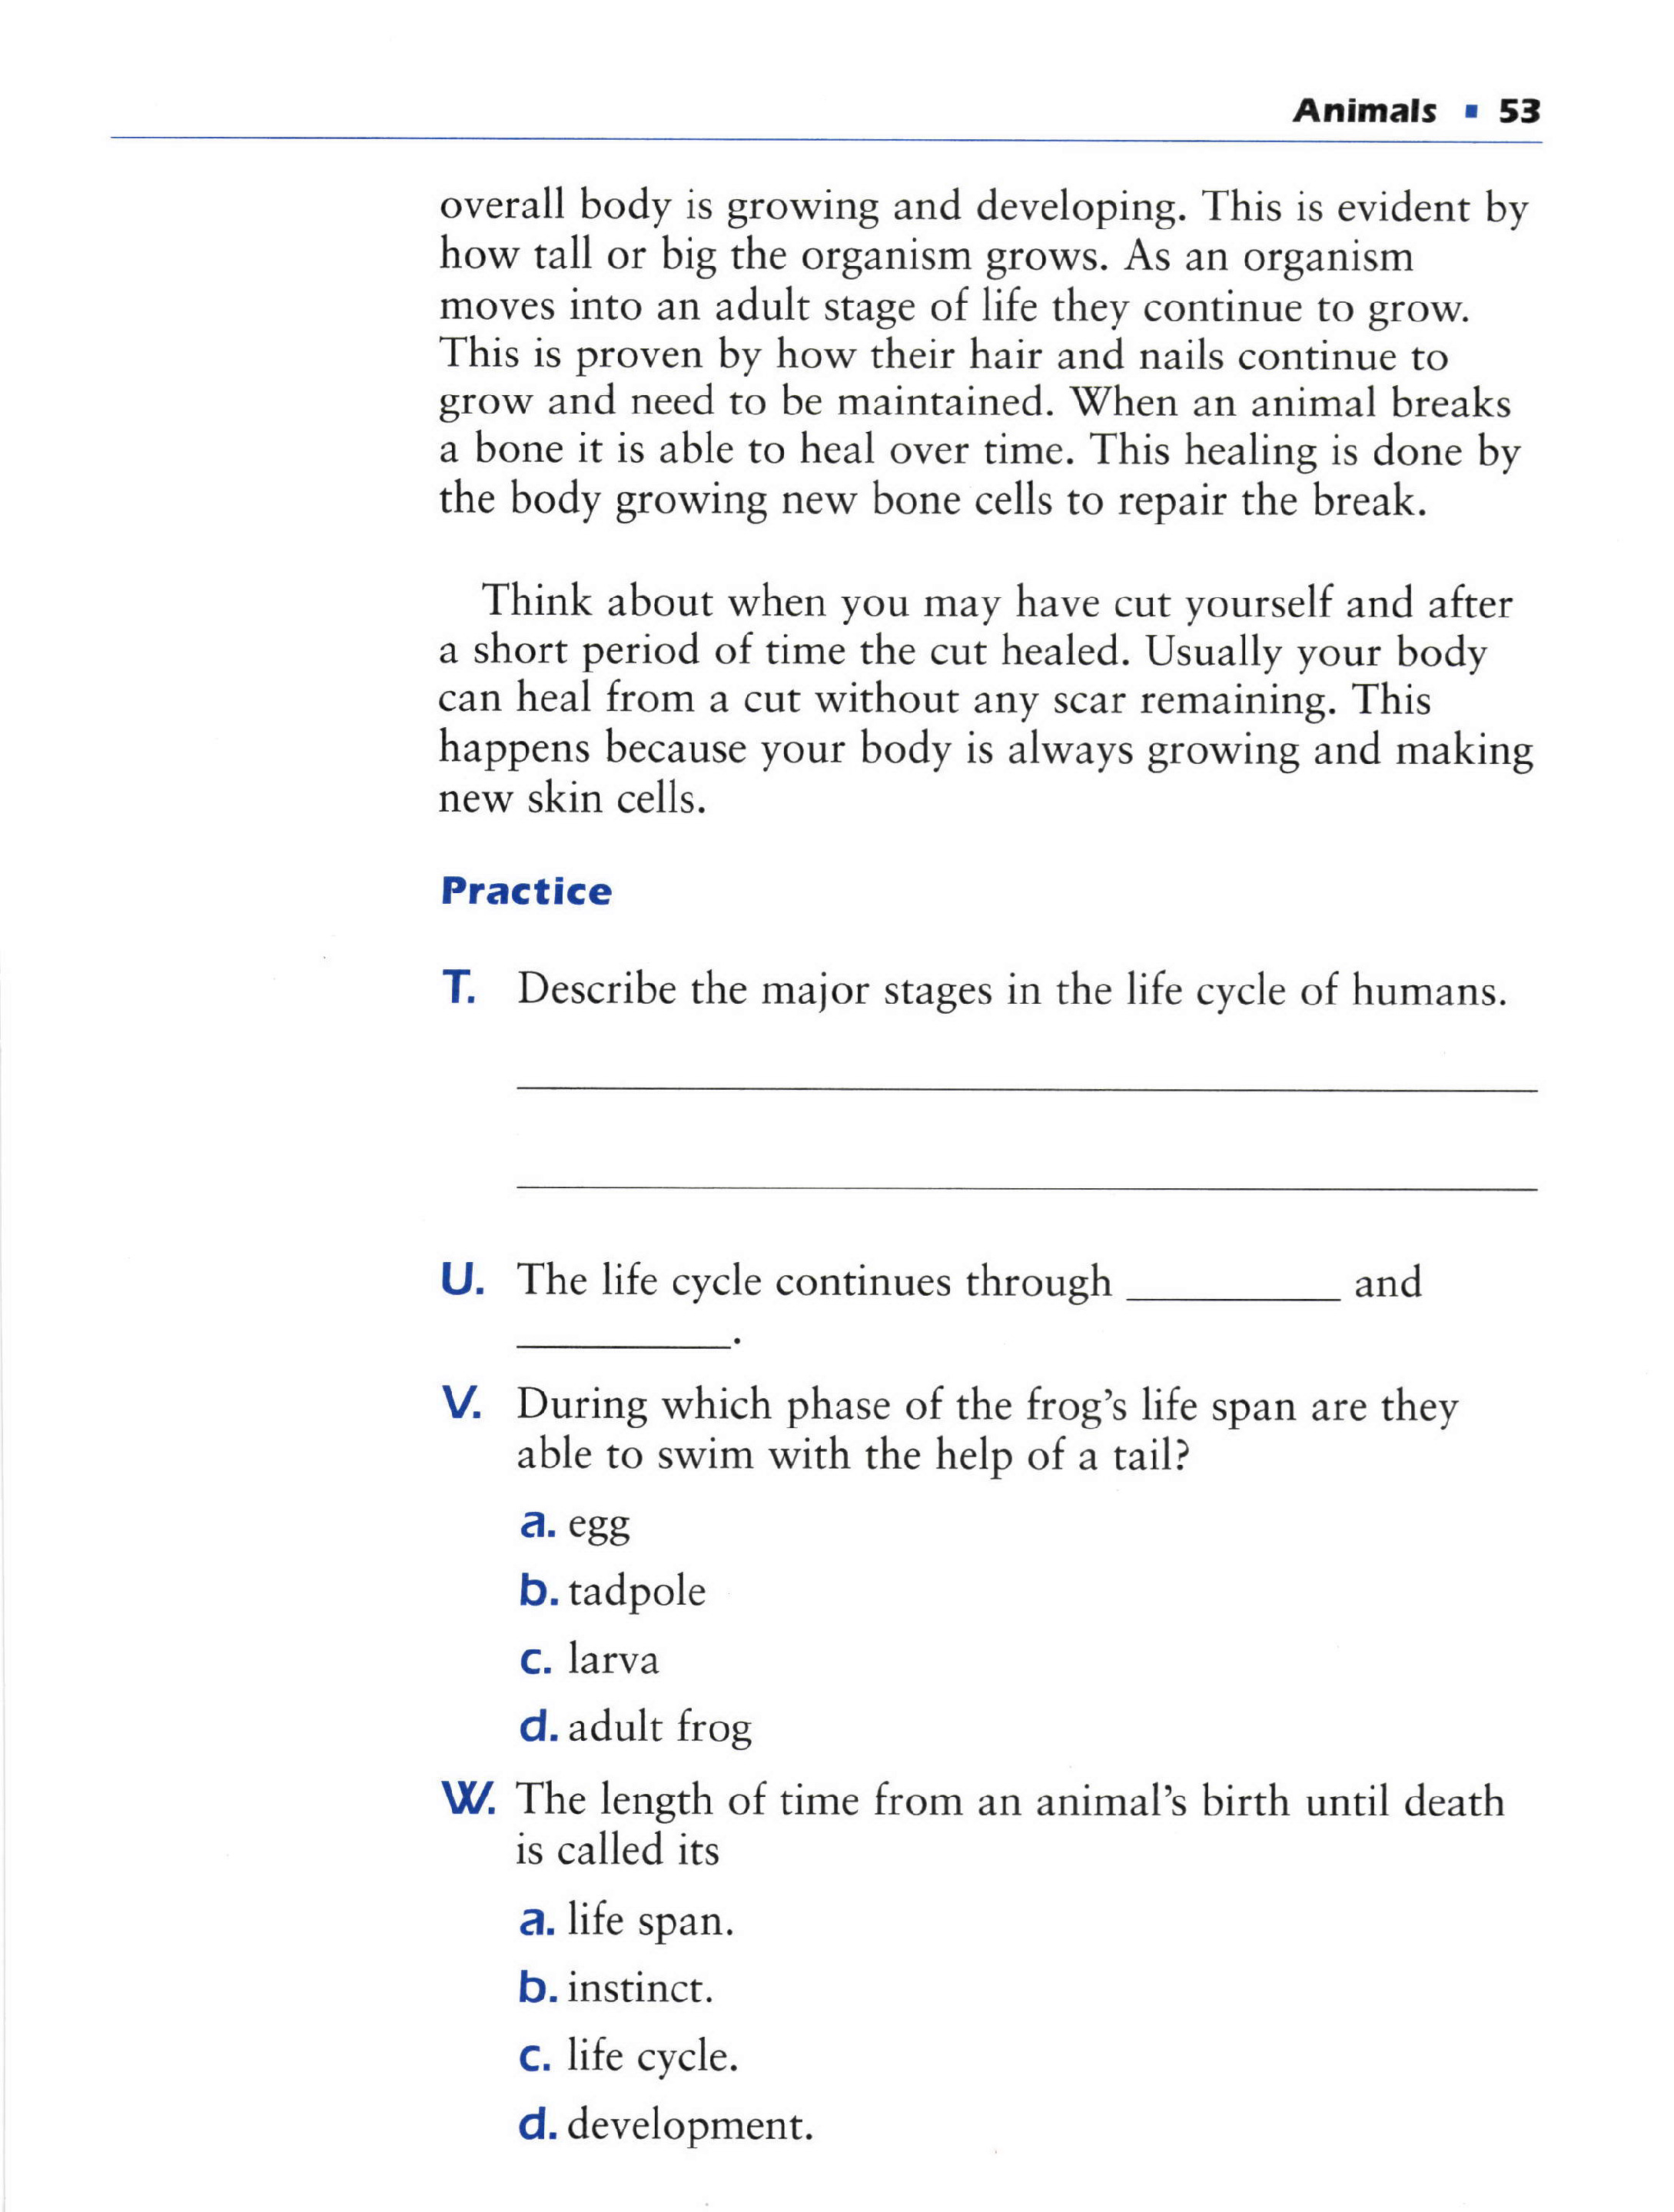 Animals ▪ 53
overall body is growing and developing. This is evident by
how tall or big the organism grows. As an organism
moves into an adult stage of life they continue to grow.
This is proven by how their hair and nails continue to
grow and need to be maintained. When an animal breaks
a bone it is able to heal over time. This healing is done by
the body growing new bone cells to repair the break.
Think about when you may have cut yourself and after
a short period of time the cut healed. Usually your body
can heal from a cut without any scar remaining. This
happens because your body is always growing and making
new skin cells.
Practice
T. Describe the major stages in the life cycle of humans.
U. The life cycle continues through __________ and
__________.
V. During which phase of the frog’s life span are they
able to swim with the help of a tail?
a. egg
b. tadpole
c. larva
d. adult frog
W. The length of time from an animal’s birth until death
is called its
a. life span.
b. instinct.
c. life cycle.
d. development.